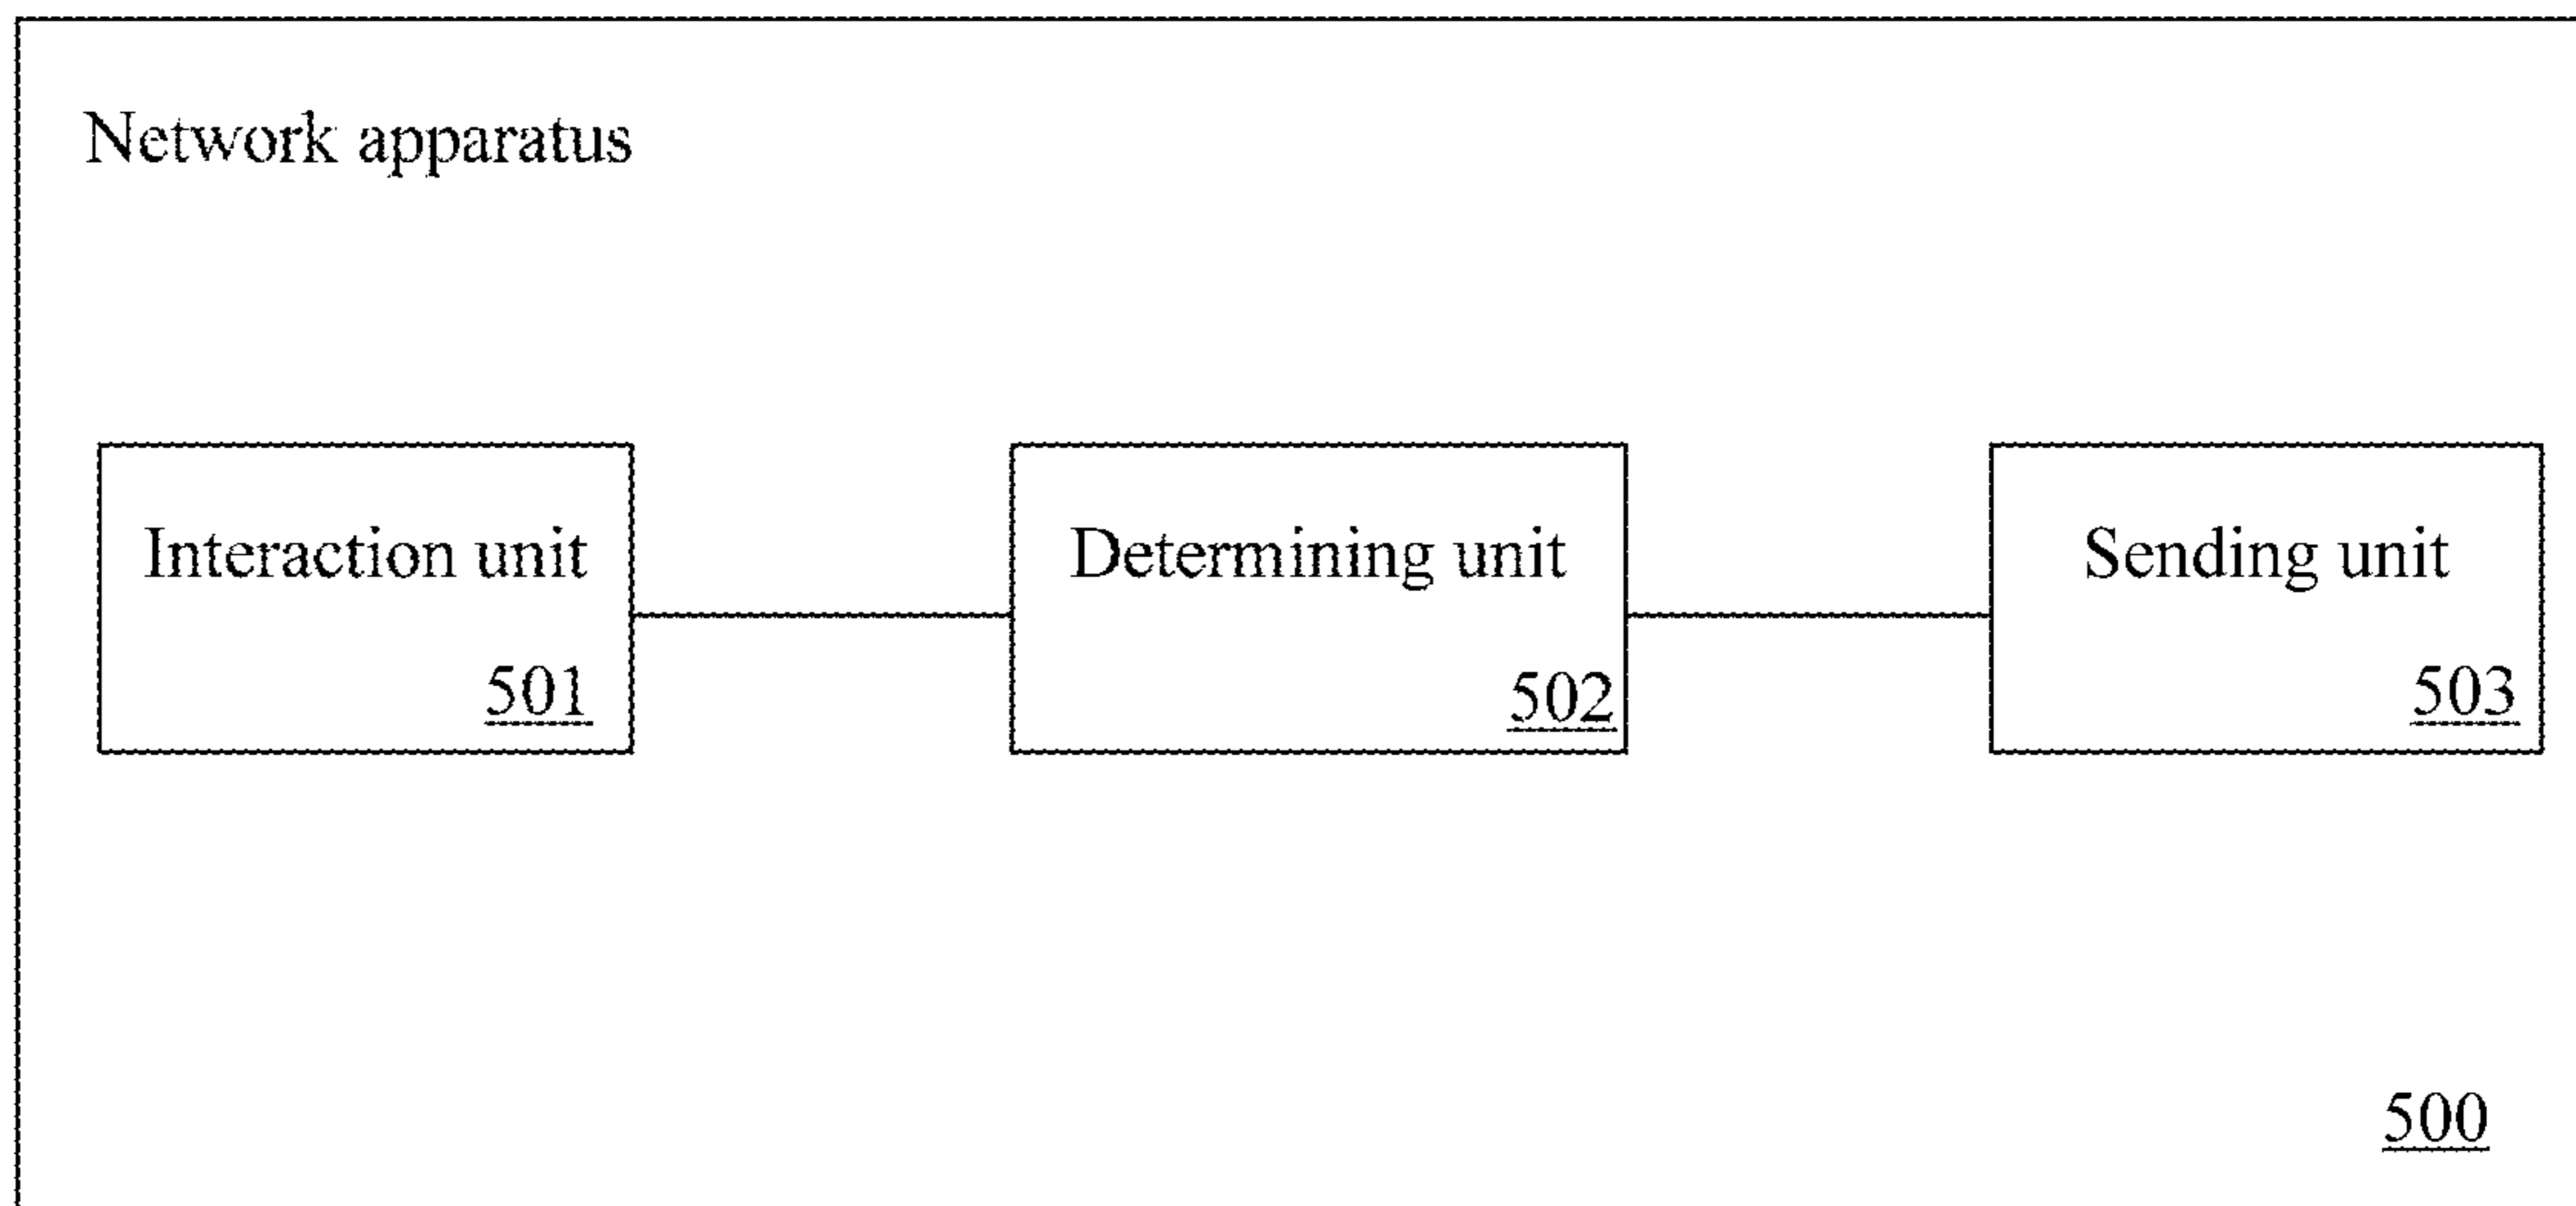 Network apparatus
Interaction unit
501
Determining unit
502
Sending unit
503
500